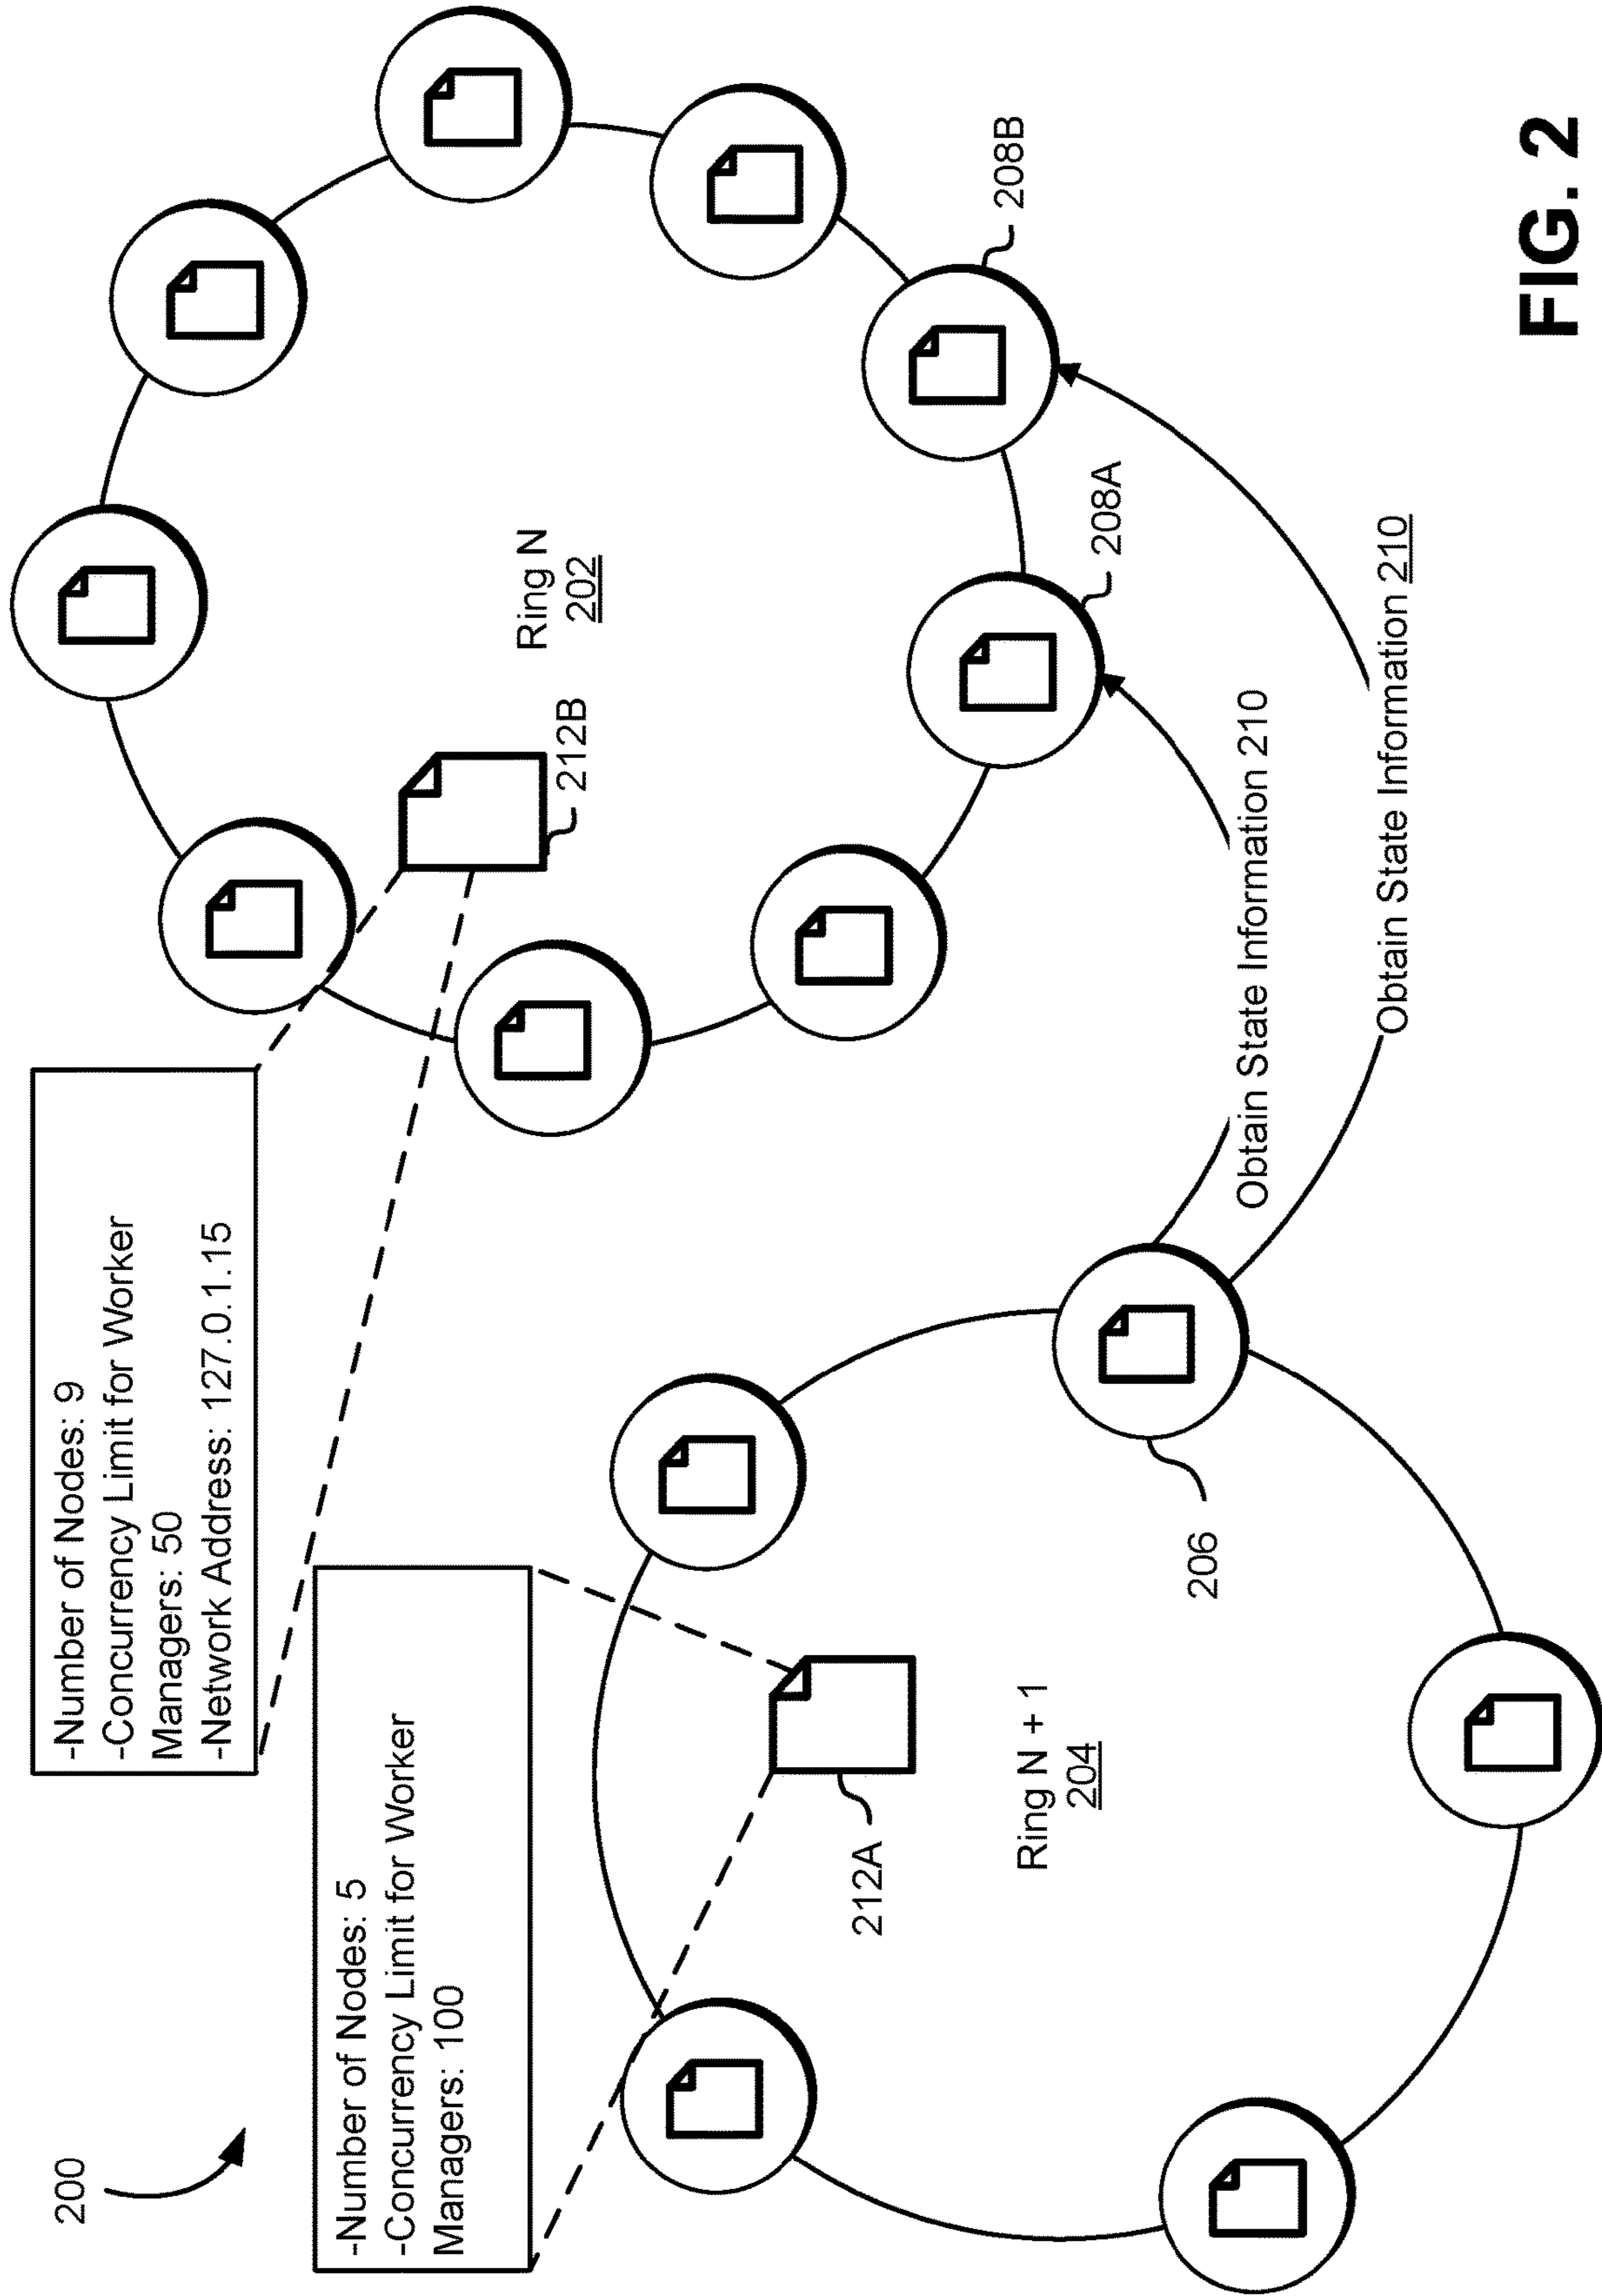 200
-Number of Nodes: 9
-Concurrency Limit for Worker
Managers: 50
-Network Address: 127.0.1.15
-Number of Nodes: 5
-Concurrency Limit for Worker
Managers: 100
212B
Ring N
202
212A
Ring N + 1
204
206
208A
208B
Obtain State Information 210
Obtain State Information 210
FIG. 2